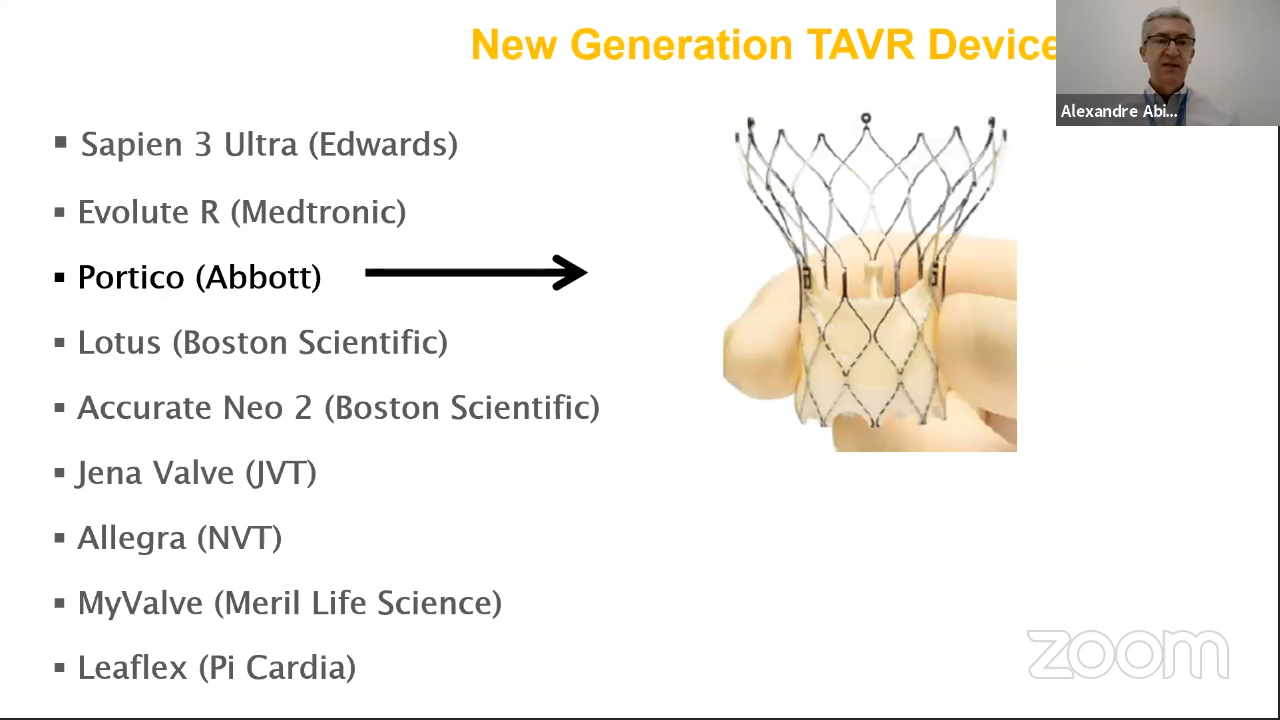 New Generation TAVR Device
Alexandre Abi...
▪ Sapien 3 Ultra (Edwards)
▪ Evolute R (Medtronic)
▪ Portico (Abbott)
▪ Lotus (Boston Scientific)
▪ Accurate Neo 2 (Boston Scientific)
▪ Jena Valve (JVT)
▪ Allegra (NVT)
▪ MyValve (Meril Life Science)
▪ Leaflex (Pi Cardia)
zoom